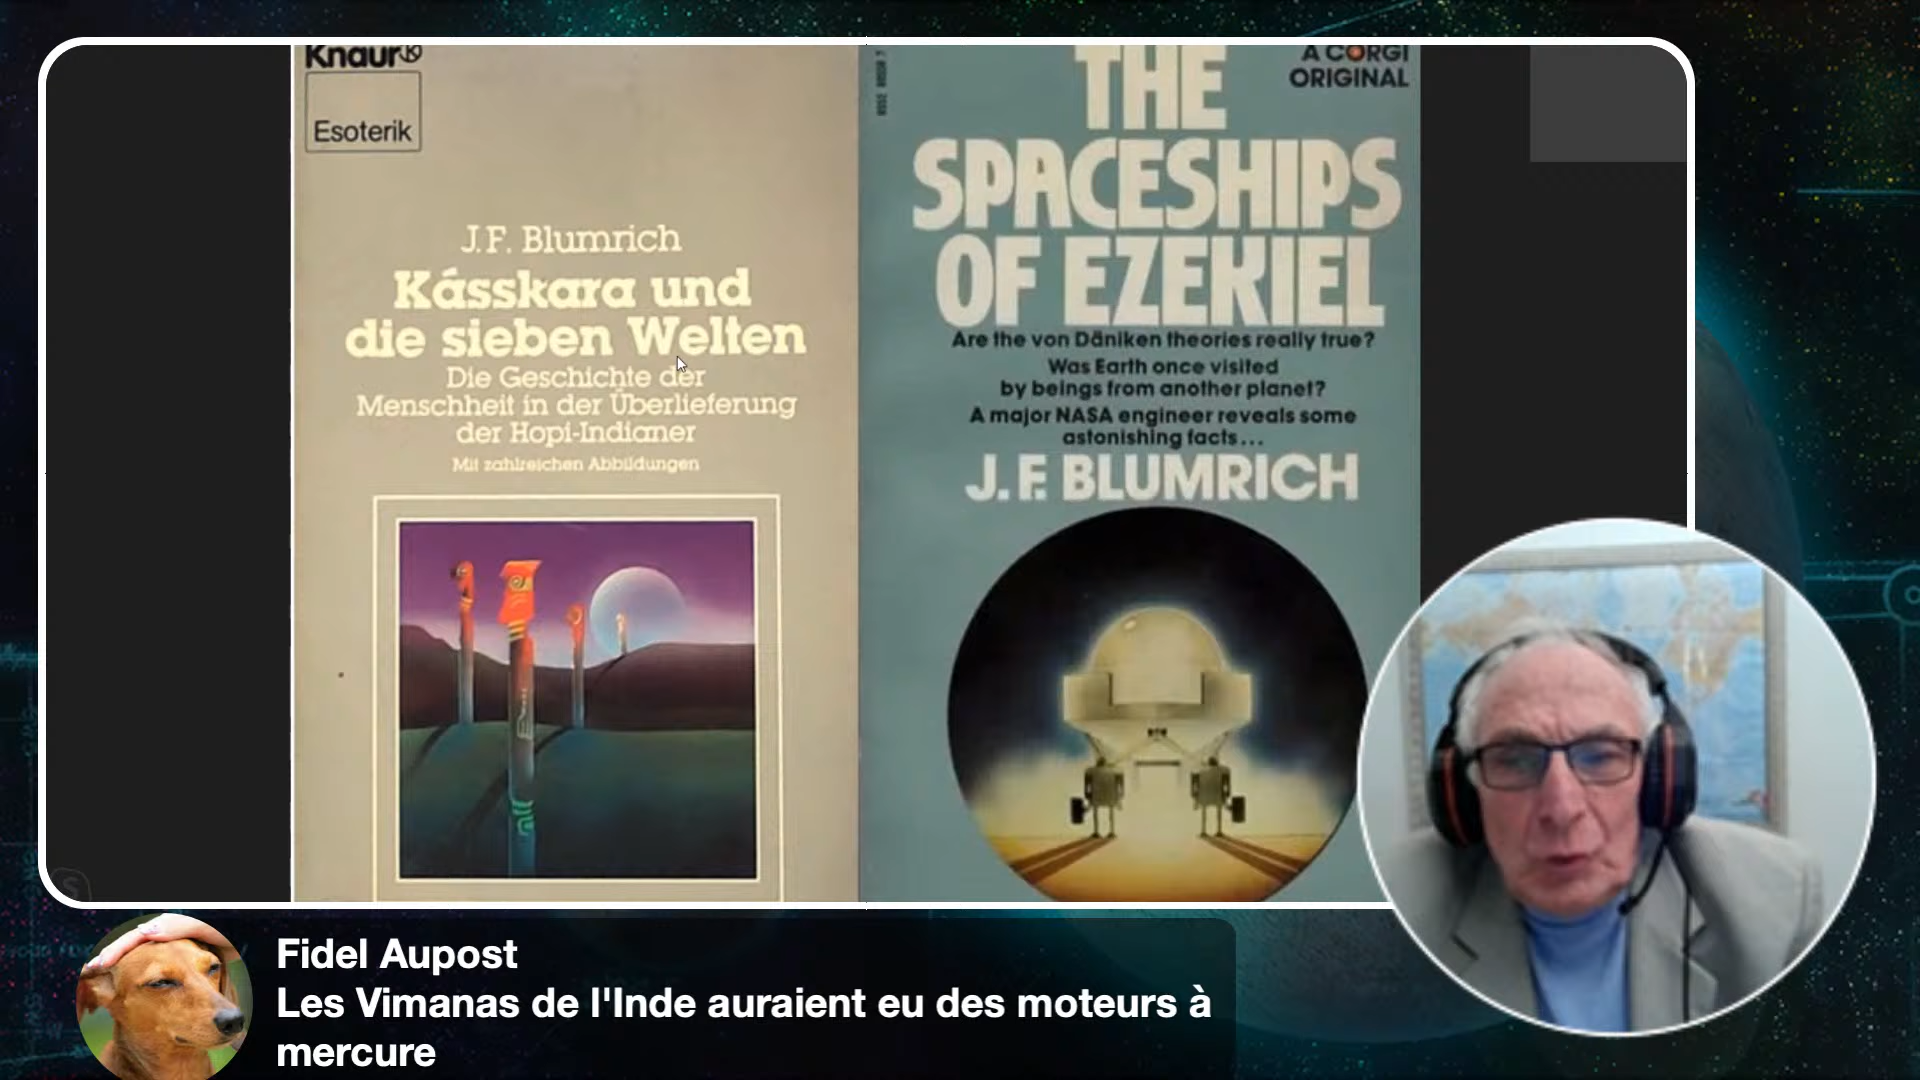 Knaur®
Esoterik
J.F. Blumrich
Kásskara und
die sieben Welten
Die Geschichte der
Menschheit in der Überlieferung
der Hopi-Indianer
Mit zahlreichen Abbildungen
A CORGI
ORIGINAL
THE
SPACESHIPS
OF EZEKIEL
Are the von Däniken theories really true?
Was Earth once visited
by beings from another planet?
A major NASA engineer reveals some
astonishing facts...
J.F. BLUMRICH
Fidel Aupost
Les Vimanas de l'Inde auraient eu des moteurs à
mercure